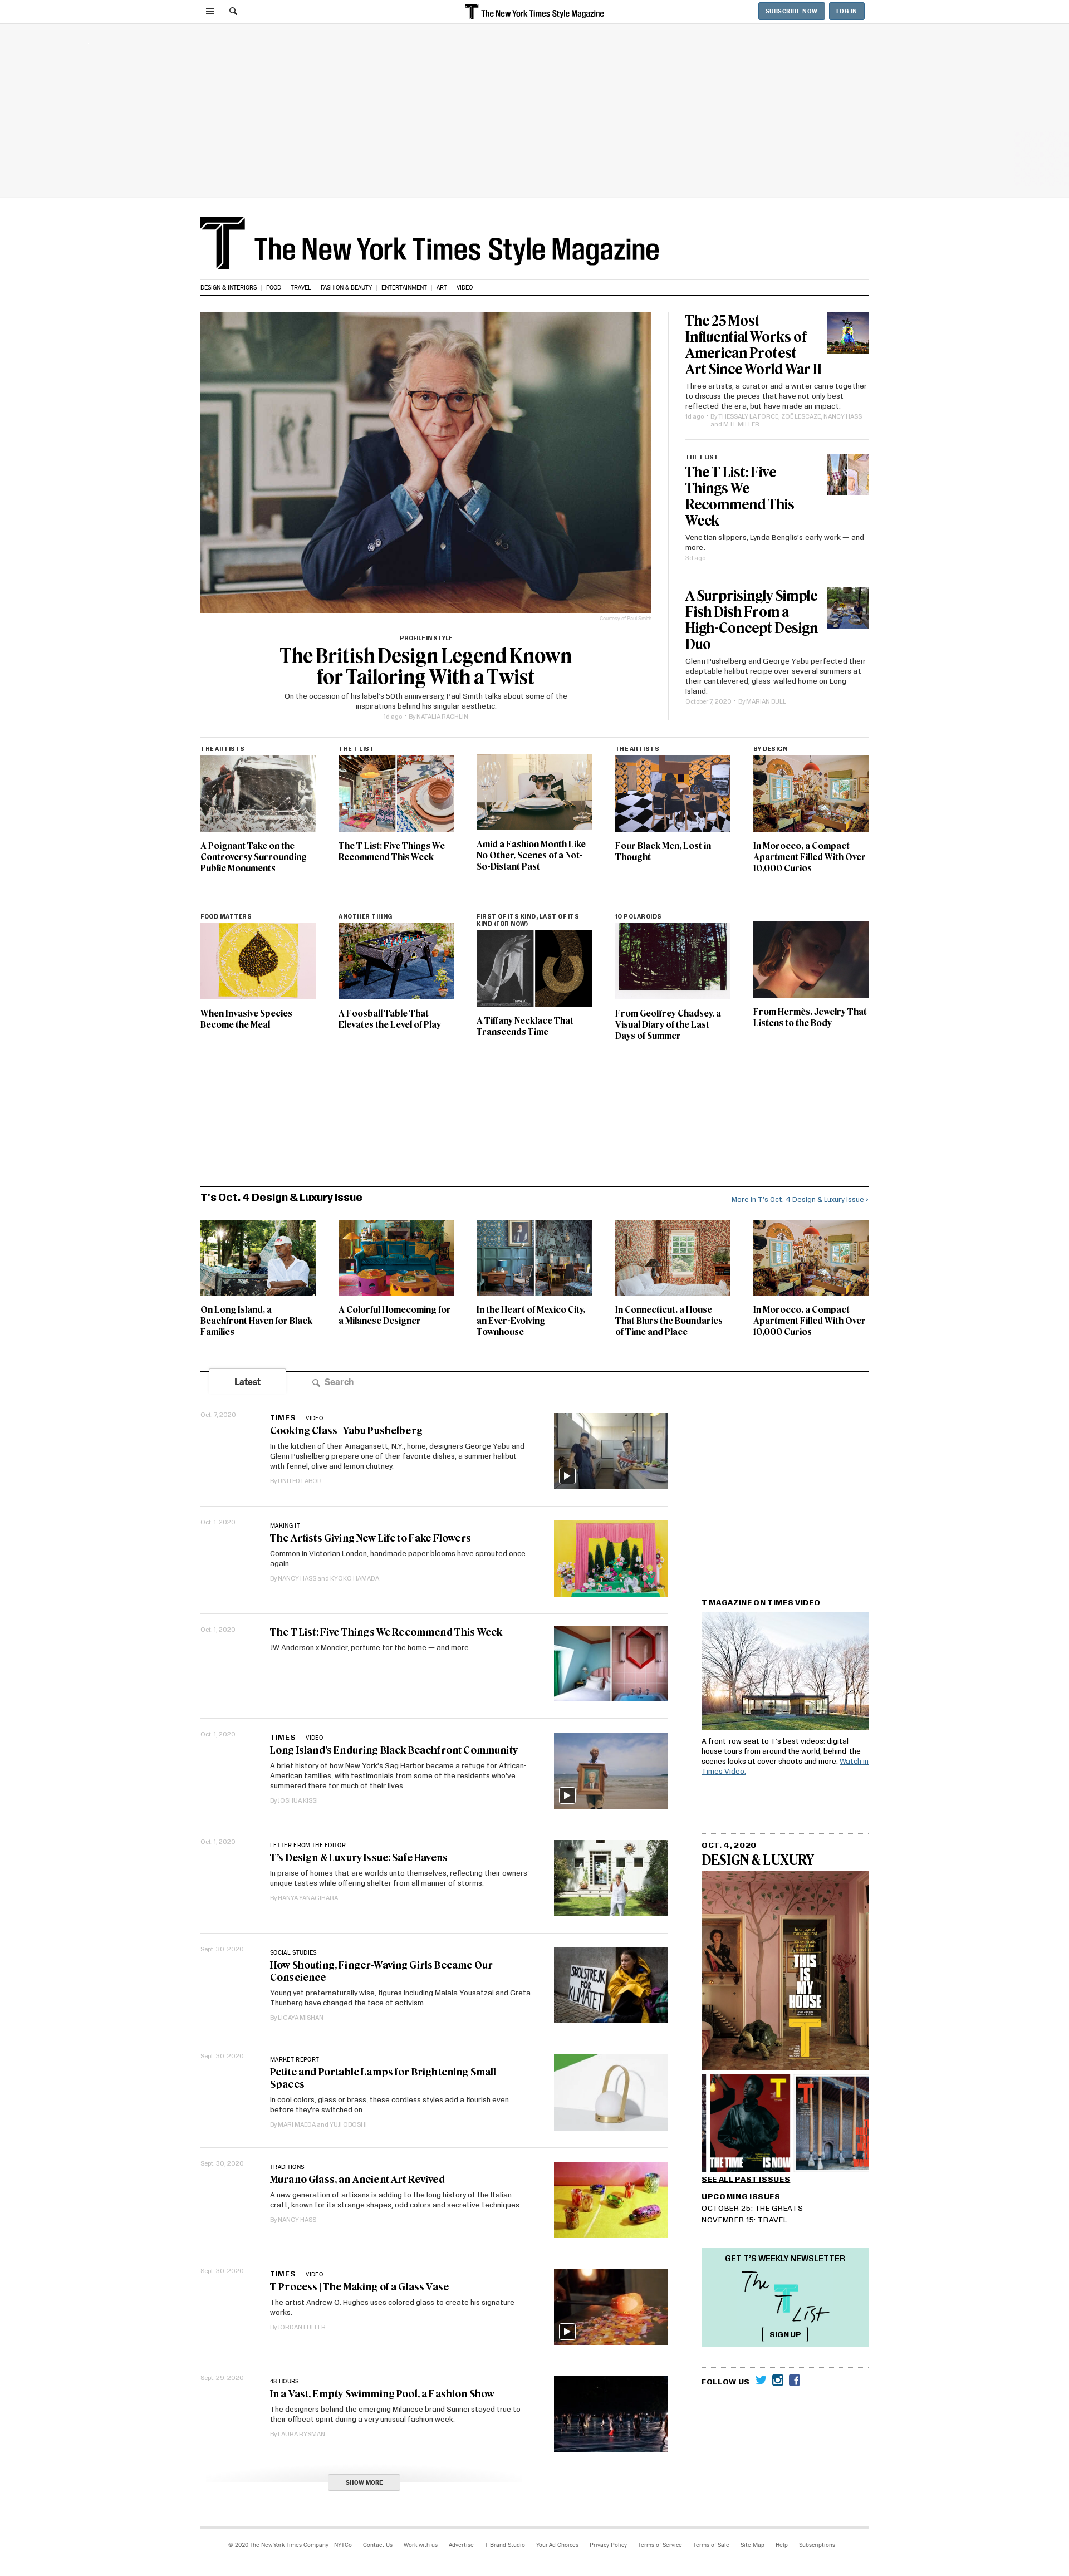 The New York Times Style Magazine
SUBSCRIBE NOW
LOG IN
The New York Times Style Magazine
DESIGN & INTERIORS | FOOD | TRAVEL | FASHION & BEAUTY | ENTERTAINMENT | ART | VIDEO
Courtesy of Paul Smith
PROFILE IN STYLE
The British Design Legend Known
for Tailoring With a Twist
On the occasion of his label's 50th anniversary, Paul Smith talks about some of the
inspirations behind his singular aesthetic.
1d ago • By NATALIA RACHLIN
The 25 Most
Influential Works of
American Protest
Art Since World War II
Three artists, a curator and a writer came together
to discuss the pieces that have not only best
reflected the era, but have made an impact.
1d ago • By THESSALY LA FORCE, ZOË LESCAZE, NANCY HASS
and M.H. MILLER
THE T LIST
The T List: Five
Things We
Recommend This
Week
Venetian slippers, Lynda Benglis's early work — and
more.
3d ago
A Surprisingly Simple
Fish Dish From a
High-Concept Design
Duo
Glenn Pushelberg and George Yabu perfected their
adaptable halibut recipe over several summers at
their cantilevered, glass-walled home on Long
Island.
October 7, 2020 • By MARIAN BULL
THE ARTISTS
A Poignant Take on the
Controversy Surrounding
Public Monuments
THE T LIST
The T List: Five Things We
Recommend This Week
Amid a Fashion Month Like
No Other, Scenes of a Not-
So-Distant Past
THE ARTISTS
Four Black Men, Lost in
Thought
BY DESIGN
In Morocco, a Compact
Apartment Filled With Over
10,000 Curios
FOOD MATTERS
When Invasive Species
Become the Meal
ANOTHER THING
A Foosball Table That
Elevates the Level of Play
FIRST OF ITS KIND, LAST OF ITS
KIND (FOR NOW)
A Tiffany Necklace That
Transcends Time
10 POLAROIDS
From Geoffrey Chadsey, a
Visual Diary of the Last
Days of Summer
From Hermès, Jewelry That
Listens to the Body
T's Oct. 4 Design & Luxury Issue
More in T's Oct. 4 Design & Luxury Issue ›
On Long Island, a
Beachfront Haven for Black
Families
A Colorful Homecoming for
a Milanese Designer
In the Heart of Mexico City,
an Ever-Evolving
Townhouse
In Connecticut, a House
That Blurs the Boundaries
of Time and Place
In Morocco, a Compact
Apartment Filled With Over
10,000 Curios
Latest
Search
Oct. 7, 2020
TIMES | VIDEO
Cooking Class | Yabu Pushelberg
In the kitchen of their Amagansett, N.Y., home, designers George Yabu and
Glenn Pushelberg prepare one of their favorite dishes, a summer halibut
with fennel, olive and lemon chutney.
By UNITED LABOR
Oct. 1, 2020
MAKING IT
The Artists Giving New Life to Fake Flowers
Common in Victorian London, handmade paper blooms have sprouted once
again.
By NANCY HASS and KYOKO HAMADA
Oct. 1, 2020
The T List: Five Things We Recommend This Week
JW Anderson x Moncler, perfume for the home — and more.
Oct. 1, 2020
TIMES | VIDEO
Long Island's Enduring Black Beachfront Community
A brief history of how New York's Sag Harbor became a refuge for African-
American families, with testimonials from some of the residents who've
summered there for much of their lives.
By JOSHUA KISSI
Oct. 1, 2020
LETTER FROM THE EDITOR
T's Design & Luxury Issue: Safe Havens
In praise of homes that are worlds unto themselves, reflecting their owners'
unique tastes while offering shelter from all manner of storms.
By HANYA YANAGIHARA
Sept. 30, 2020
SOCIAL STUDIES
How Shouting, Finger-Waving Girls Became Our
Conscience
Young yet preternaturally wise, figures including Malala Yousafzai and Greta
Thunberg have changed the face of activism.
By LIGAYA MISHAN
SKOLSTREJK
FÖR
KLIMATET
Sept. 30, 2020
MARKET REPORT
Petite and Portable Lamps for Brightening Small
Spaces
In cool colors, glass or brass, these cordless styles add a flourish even
before they're switched on.
By MARI MAEDA and YUJI OBOSHI
Sept. 30, 2020
TRADITIONS
Murano Glass, an Ancient Art Revived
A new generation of artisans is adding to the long history of the Italian
craft, known for its strange shapes, odd colors and secretive techniques.
By NANCY HASS
Sept. 30, 2020
TIMES | VIDEO
T Process | The Making of a Glass Vase
The artist Andrew O. Hughes uses colored glass to create his signature
works.
By JORDAN FULLER
Sept. 29, 2020
48 HOURS
In a Vast, Empty Swimming Pool, a Fashion Show
The designers behind the emerging Milanese brand Sunnei stayed true to
their offbeat spirit during a very unusual fashion week.
By LAURA RYSMAN
SHOW MORE
T MAGAZINE ON TIMES VIDEO
A front-row seat to T's best videos: digital
house tours from around the world, behind-the-
scenes looks at cover shoots and more. Watch in
Times Video.
OCT. 4, 2020
DESIGN & LUXURY
THIS
IS
MY
HOUSE
T
THE TIME IS NOW
SEE ALL PAST ISSUES
UPCOMING ISSUES
OCTOBER 25: THE GREATS
NOVEMBER 15: TRAVEL
GET T'S WEEKLY NEWSLETTER
The
T
List
SIGN UP
FOLLOW US
© 2020 The New York Times Company NYTCo Contact Us Work with us Advertise T Brand Studio Your Ad Choices Privacy Policy Terms of Service Terms of Sale Site Map Help Subscriptions